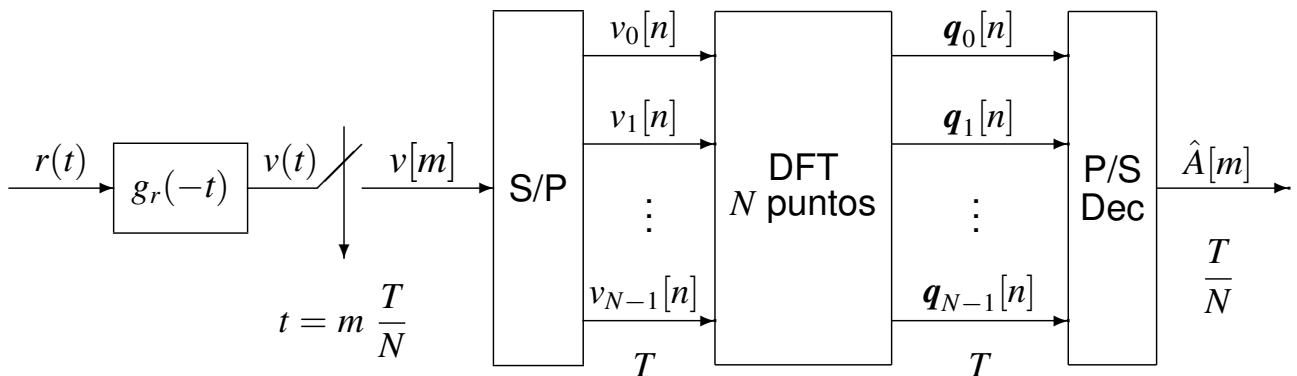 r(t)
g_r(−t)
v(t)
t = m T/N
v[m]
S/P
v_0[n]
v_1[n]
⋮
v_{N−1}[n]
T
DFT
N puntos
q_0[n]
q_1[n]
⋮
q_{N−1}[n]
T
P/S
Dec
Â[m]
T/N